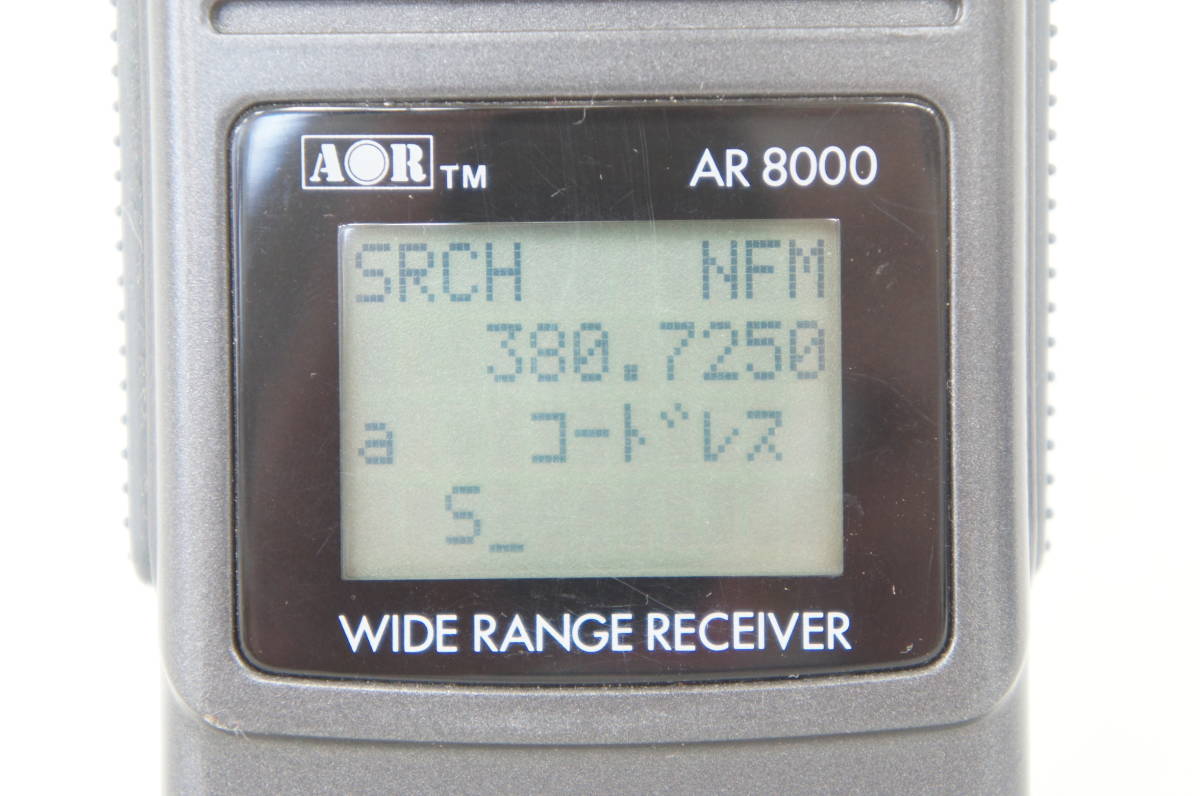 AOR TM AR 8000
SRCH NFM
380.7250
a コードレス
S_
WIDE RANGE RECEIVER